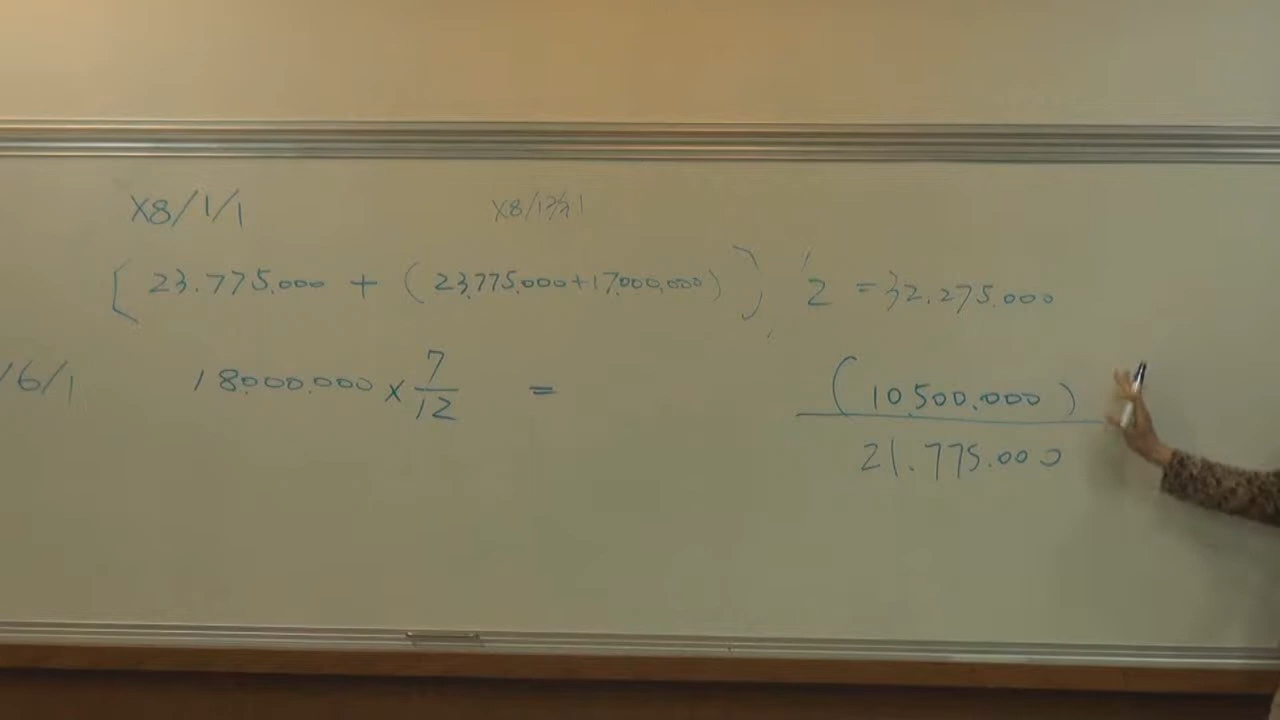 X8/1/1 X8/12/31
[ 23.775.000 + (23,775.000+17,000,000) ) / 2 = 32.275.000
/6/1 18.000.000 × 7/12 = (10,500,000)
21.775.000